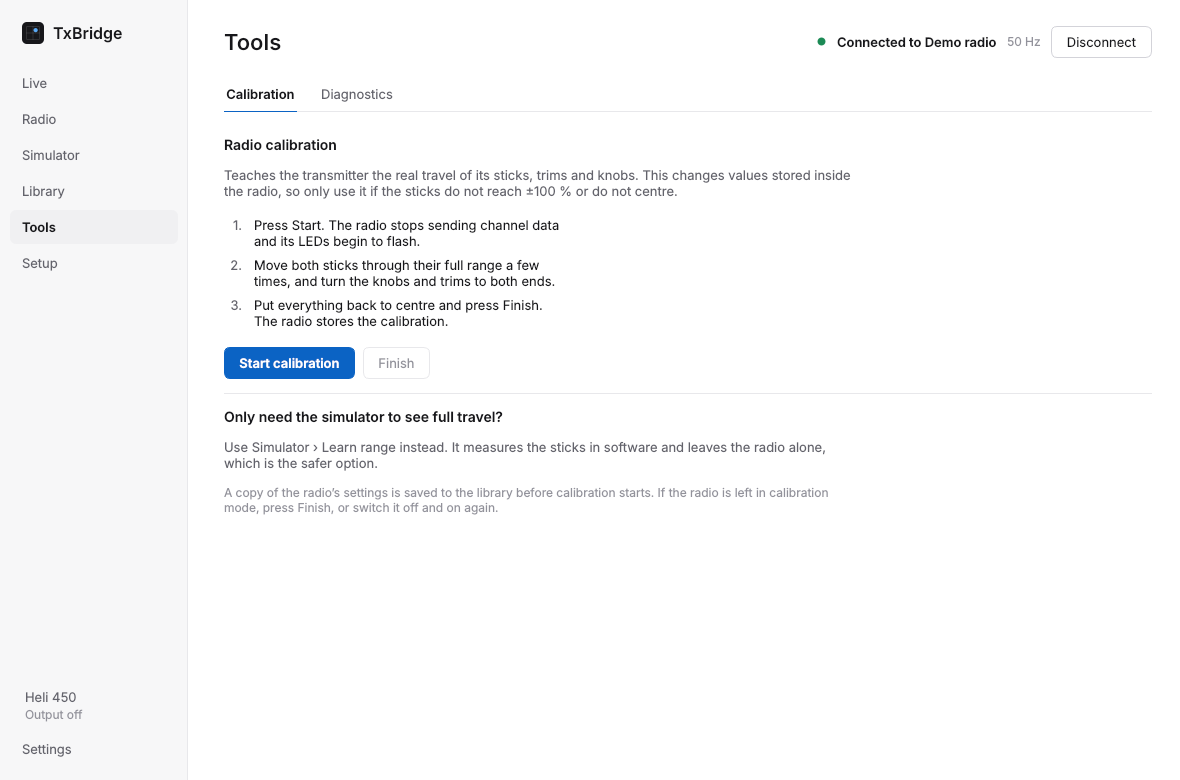 TxBridge
Live
Radio
Simulator
Library
Tools
Setup
Heli 450
Output off
Settings
Tools
Connected to Demo radio 50 Hz Disconnect
Calibration Diagnostics
Radio calibration
Teaches the transmitter the real travel of its sticks, trims and knobs. This changes values stored inside
the radio, so only use it if the sticks do not reach ±100 % or do not centre.
1. Press Start. The radio stops sending channel data
and its LEDs begin to flash.
2. Move both sticks through their full range a few
times, and turn the knobs and trims to both ends.
3. Put everything back to centre and press Finish.
The radio stores the calibration.
Start calibration Finish
Only need the simulator to see full travel?
Use Simulator › Learn range instead. It measures the sticks in software and leaves the radio alone,
which is the safer option.
A copy of the radio’s settings is saved to the library before calibration starts. If the radio is left in calibration
mode, press Finish, or switch it off and on again.